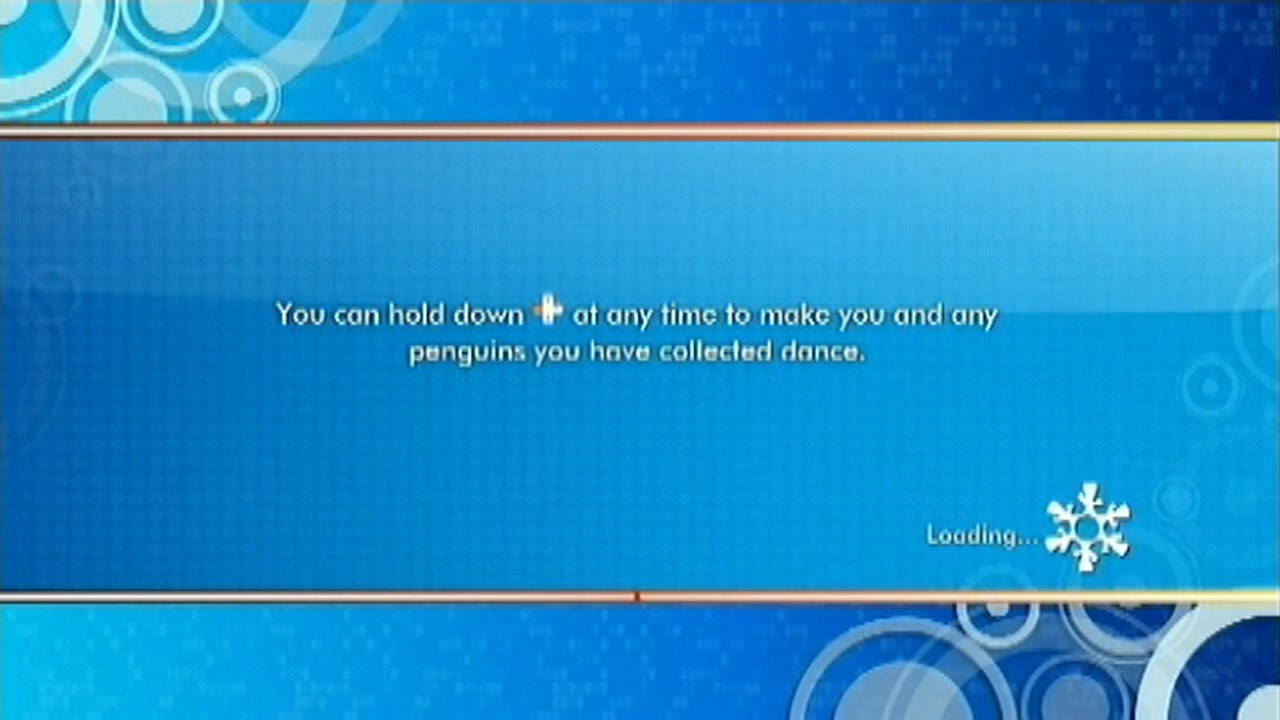 You can hold down at any time to make you and any
penguins you have collected dance.
Loading...